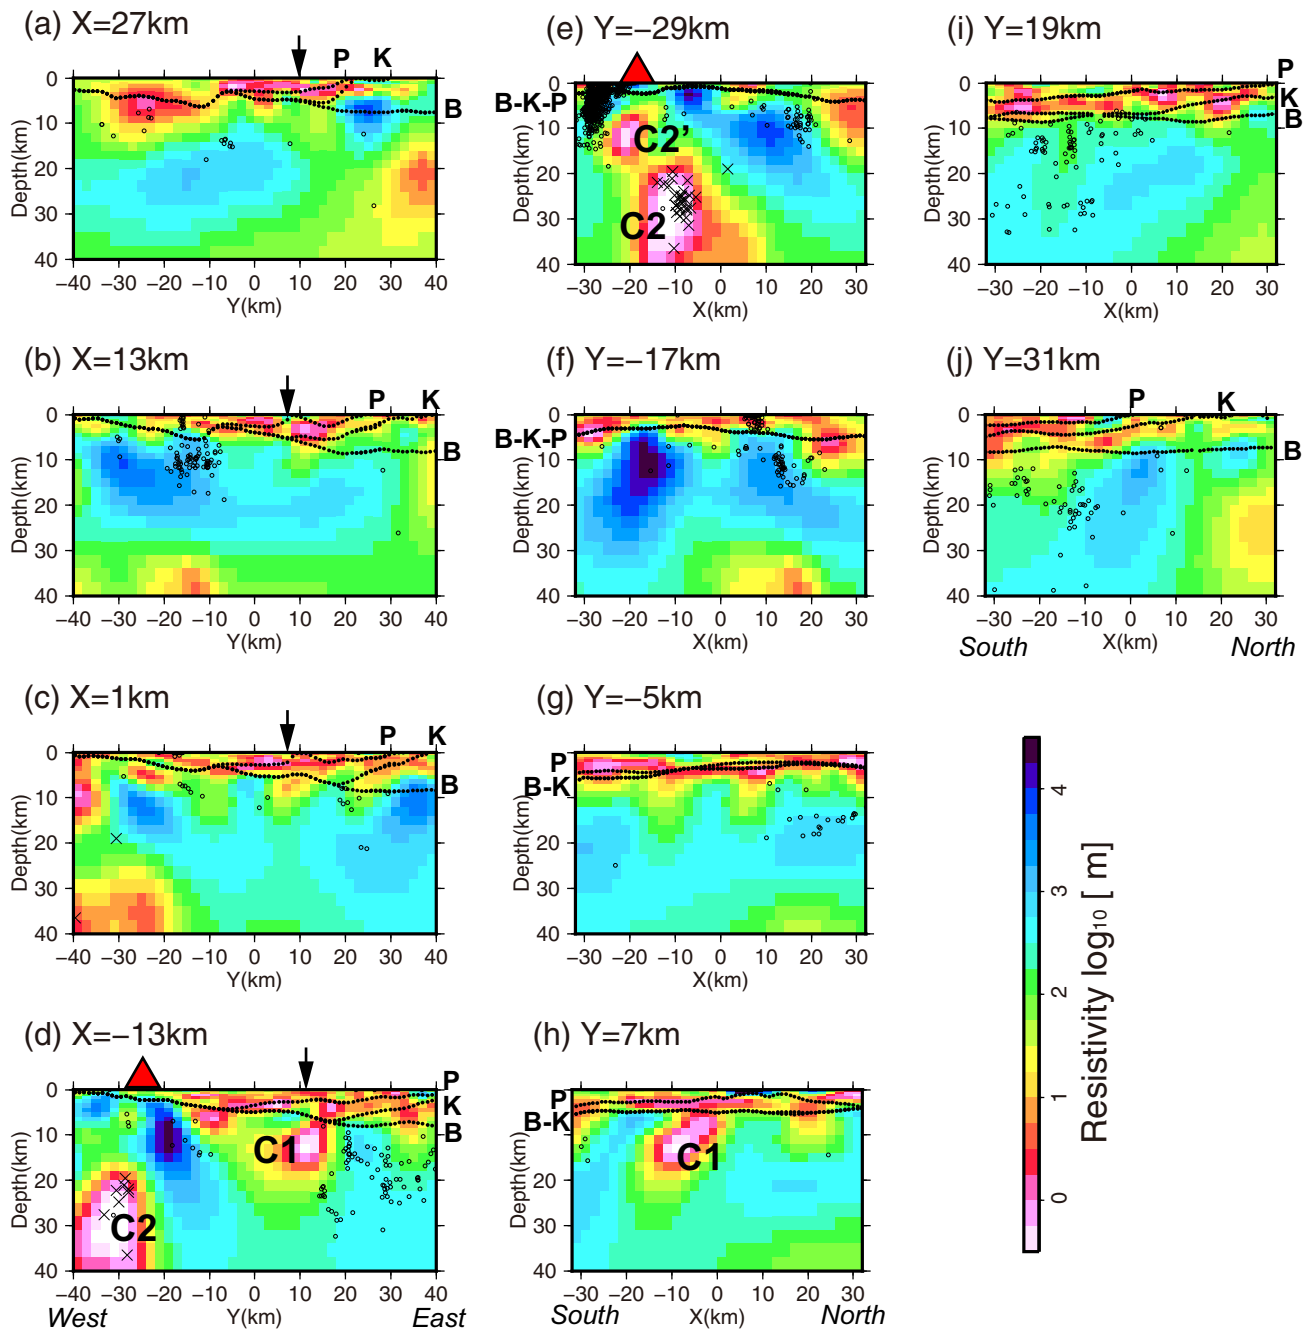 (a) X=27km
P
K
B
0
10
20
30
40
Depth(km)
−40 −30 −20 −10 0 10 20 30 40
Y(km)
(b) X=13km
P
K
B
0
10
20
30
40
Depth(km)
−40 −30 −20 −10 0 10 20 30 40
Y(km)
(c) X=1km
P
K
B
0
10
20
30
40
Depth(km)
−40 −30 −20 −10 0 10 20 30 40
Y(km)
(d) X=−13km
P
K
B
C1
C2
0
10
20
30
40
Depth(km)
−40 −30 −20 −10 0 10 20 30 40
West Y(km) East
(e) Y=−29km
B-K-P
C2’
C2
0
10
20
30
40
Depth(km)
−30 −20 −10 0 10 20 30
X(km)
(f) Y=−17km
B-K-P
0
10
20
30
40
Depth(km)
−30 −20 −10 0 10 20 30
X(km)
(g) Y=−5km
P
B-K
0
10
20
30
40
Depth(km)
−30 −20 −10 0 10 20 30
X(km)
(h) Y=7km
P
B-K
C1
0
10
20
30
40
Depth(km)
−30 −20 −10 0 10 20 30
South X(km) North
(i) Y=19km
P
K
B
0
10
20
30
40
Depth(km)
−30 −20 −10 0 10 20 30
X(km)
(j) Y=31km
P
K
B
0
10
20
30
40
Depth(km)
−30 −20 −10 0 10 20 30
South X(km) North
4
3
2
1
0
Resistivity log10 [ m]